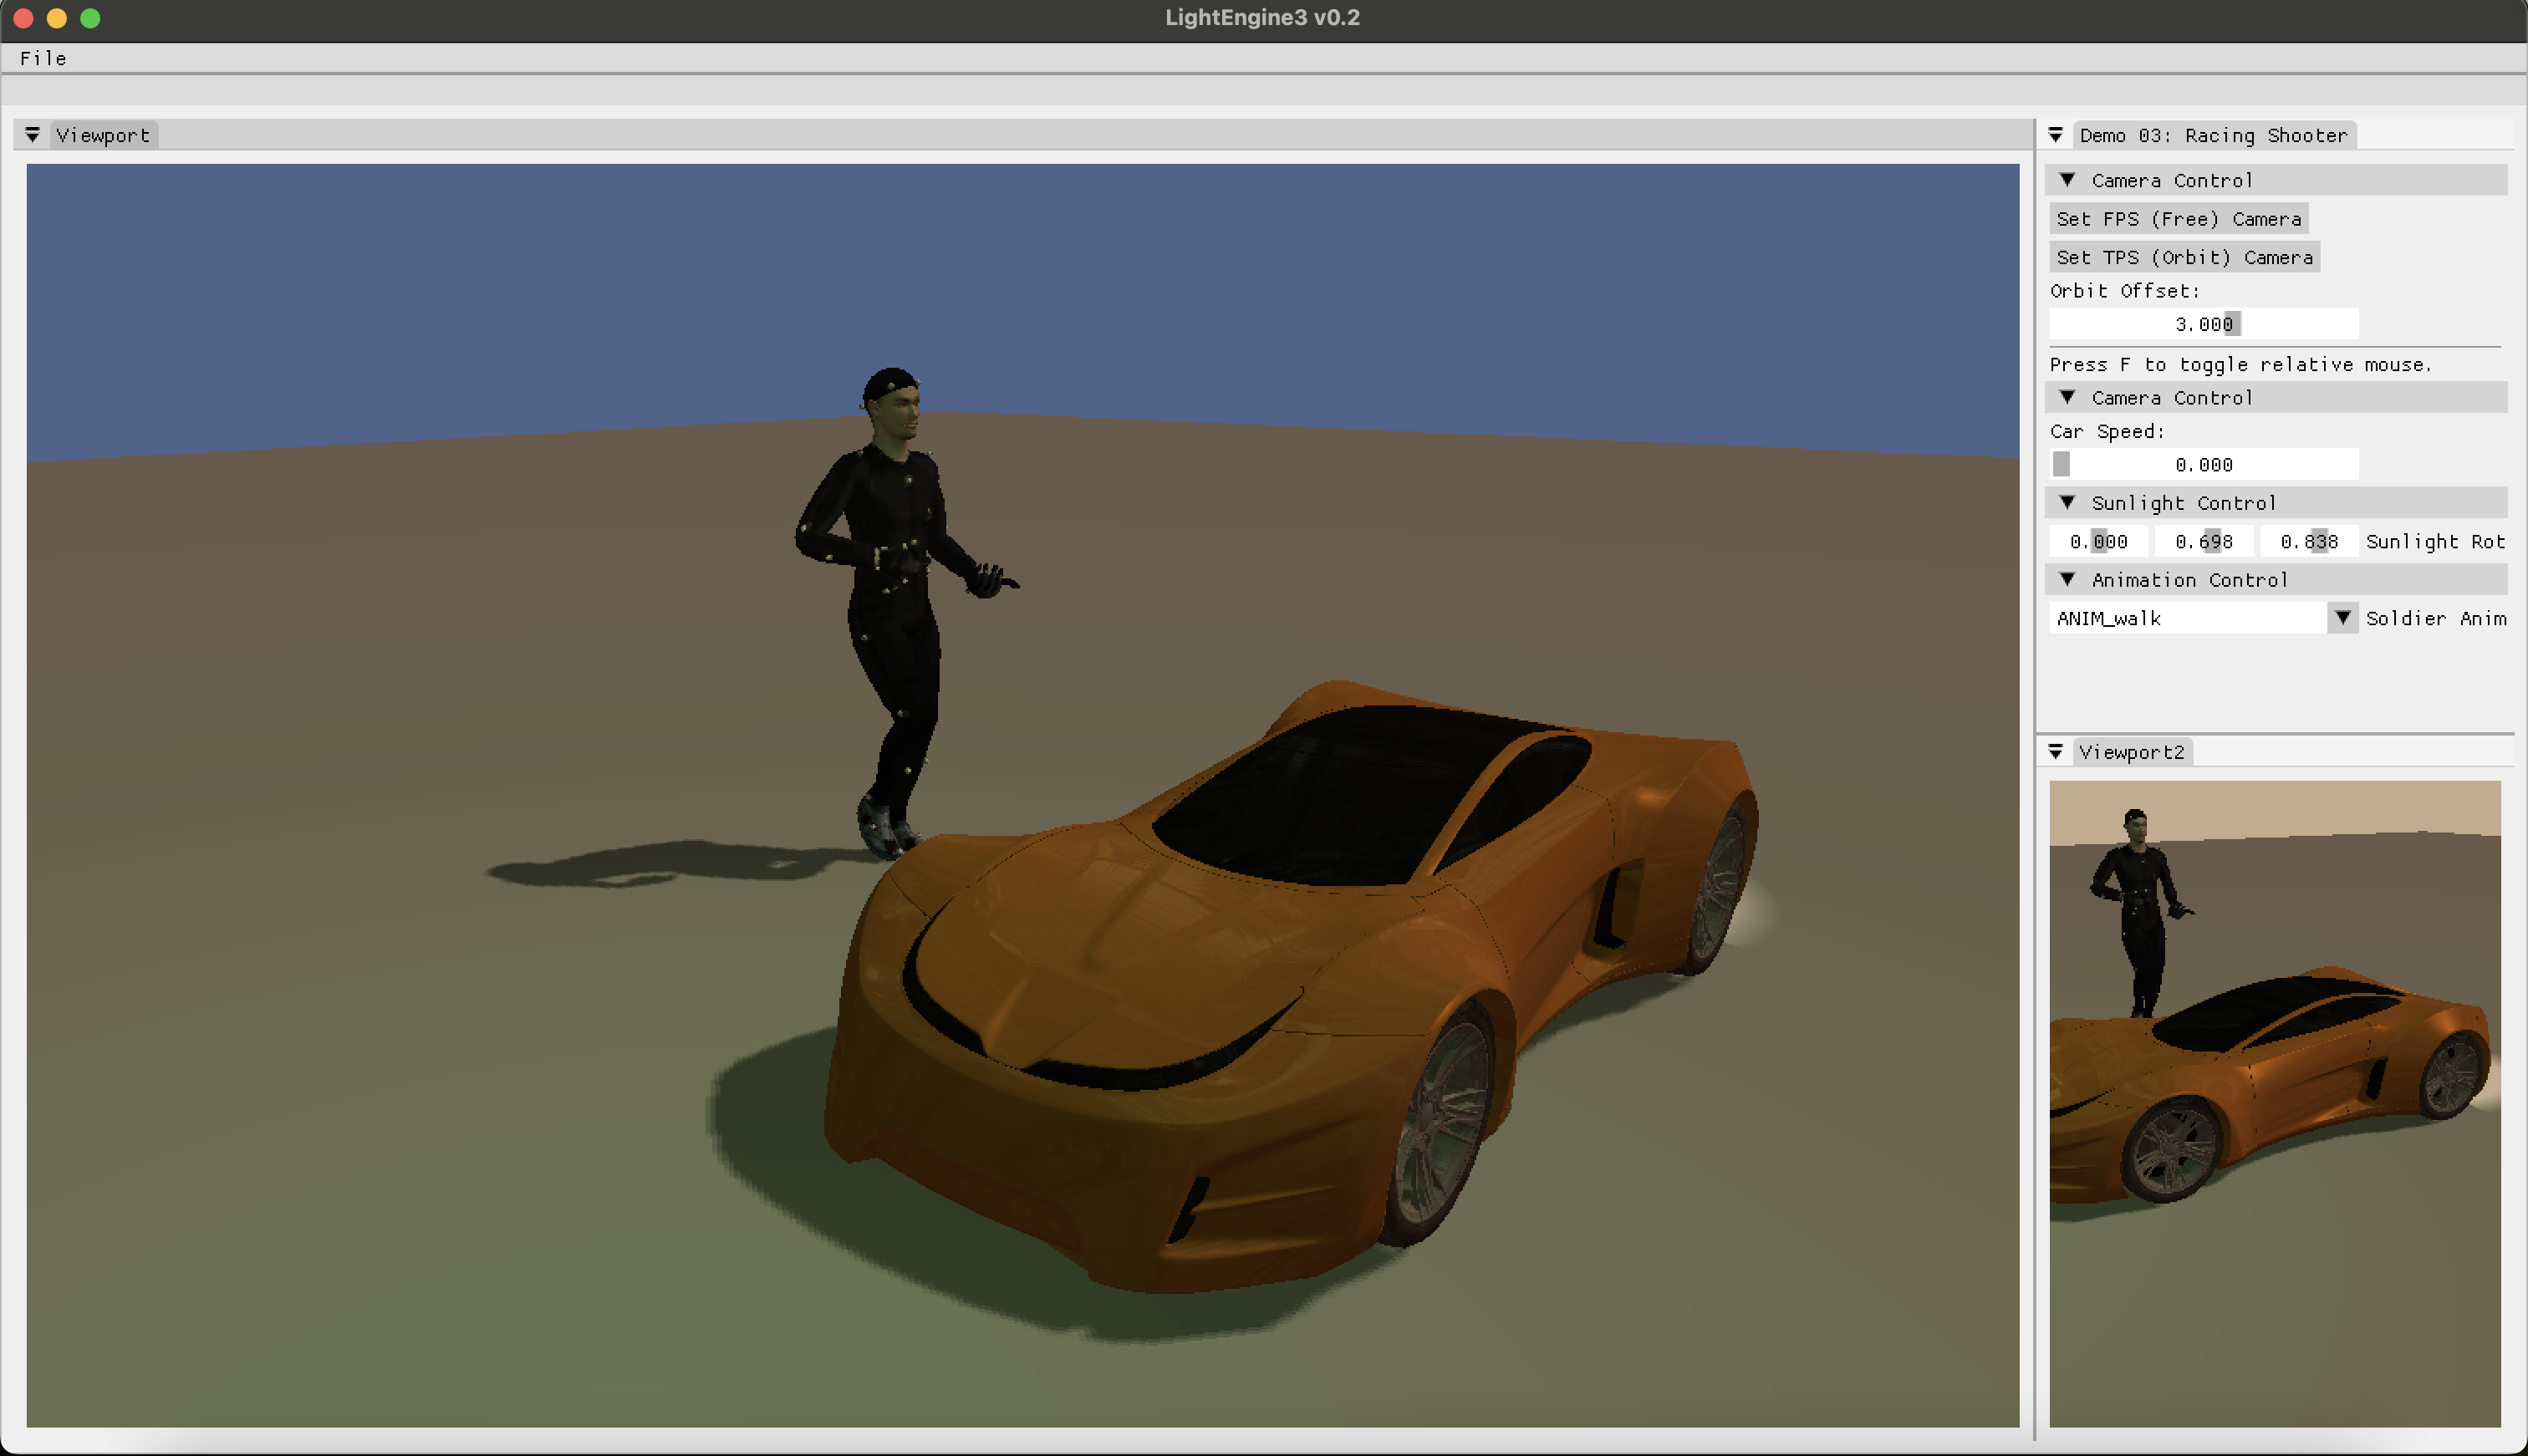 LightEngine3 v0.2
File
Viewport
Demo 03: Racing Shooter
Camera Control
Set FPS (Free) Camera
Set TPS (Orbit) Camera
Orbit Offset:
3.000
Press F to toggle relative mouse.
Camera Control
Car Speed:
0.000
Sunlight Control
0.000 0.698 0.838 Sunlight Rot
Animation Control
ANIM_walk Soldier Anim
Viewport2